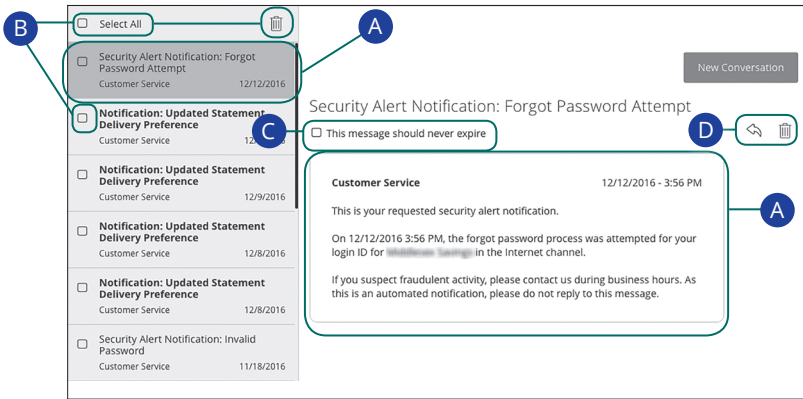 B
Select All
A
Security Alert Notification: Forgot
Password Attempt
Customer Service 12/12/2016
New Conversation
Notification: Updated Statement
Delivery Preference
Customer Service
Security Alert Notification: Forgot Password Attempt
C
This message should never expire
D
Notification: Updated Statement
Delivery Preference
Customer Service 12/9/2016
Notification: Updated Statement
Delivery Preference
Customer Service 12/8/2016
Notification: Updated Statement
Delivery Preference
Customer Service 12/8/2016
Security Alert Notification: Invalid
Password
Customer Service 11/18/2016
Customer Service 12/12/2016 - 3:56 PM
This is your requested security alert notification.
On 12/12/2016 3:56 PM, the forgot password process was attempted for your
login ID for in the Internet channel.
If you suspect fraudulent activity, please contact us during business hours. As
this is an automated notification, please do not reply to this message.
A